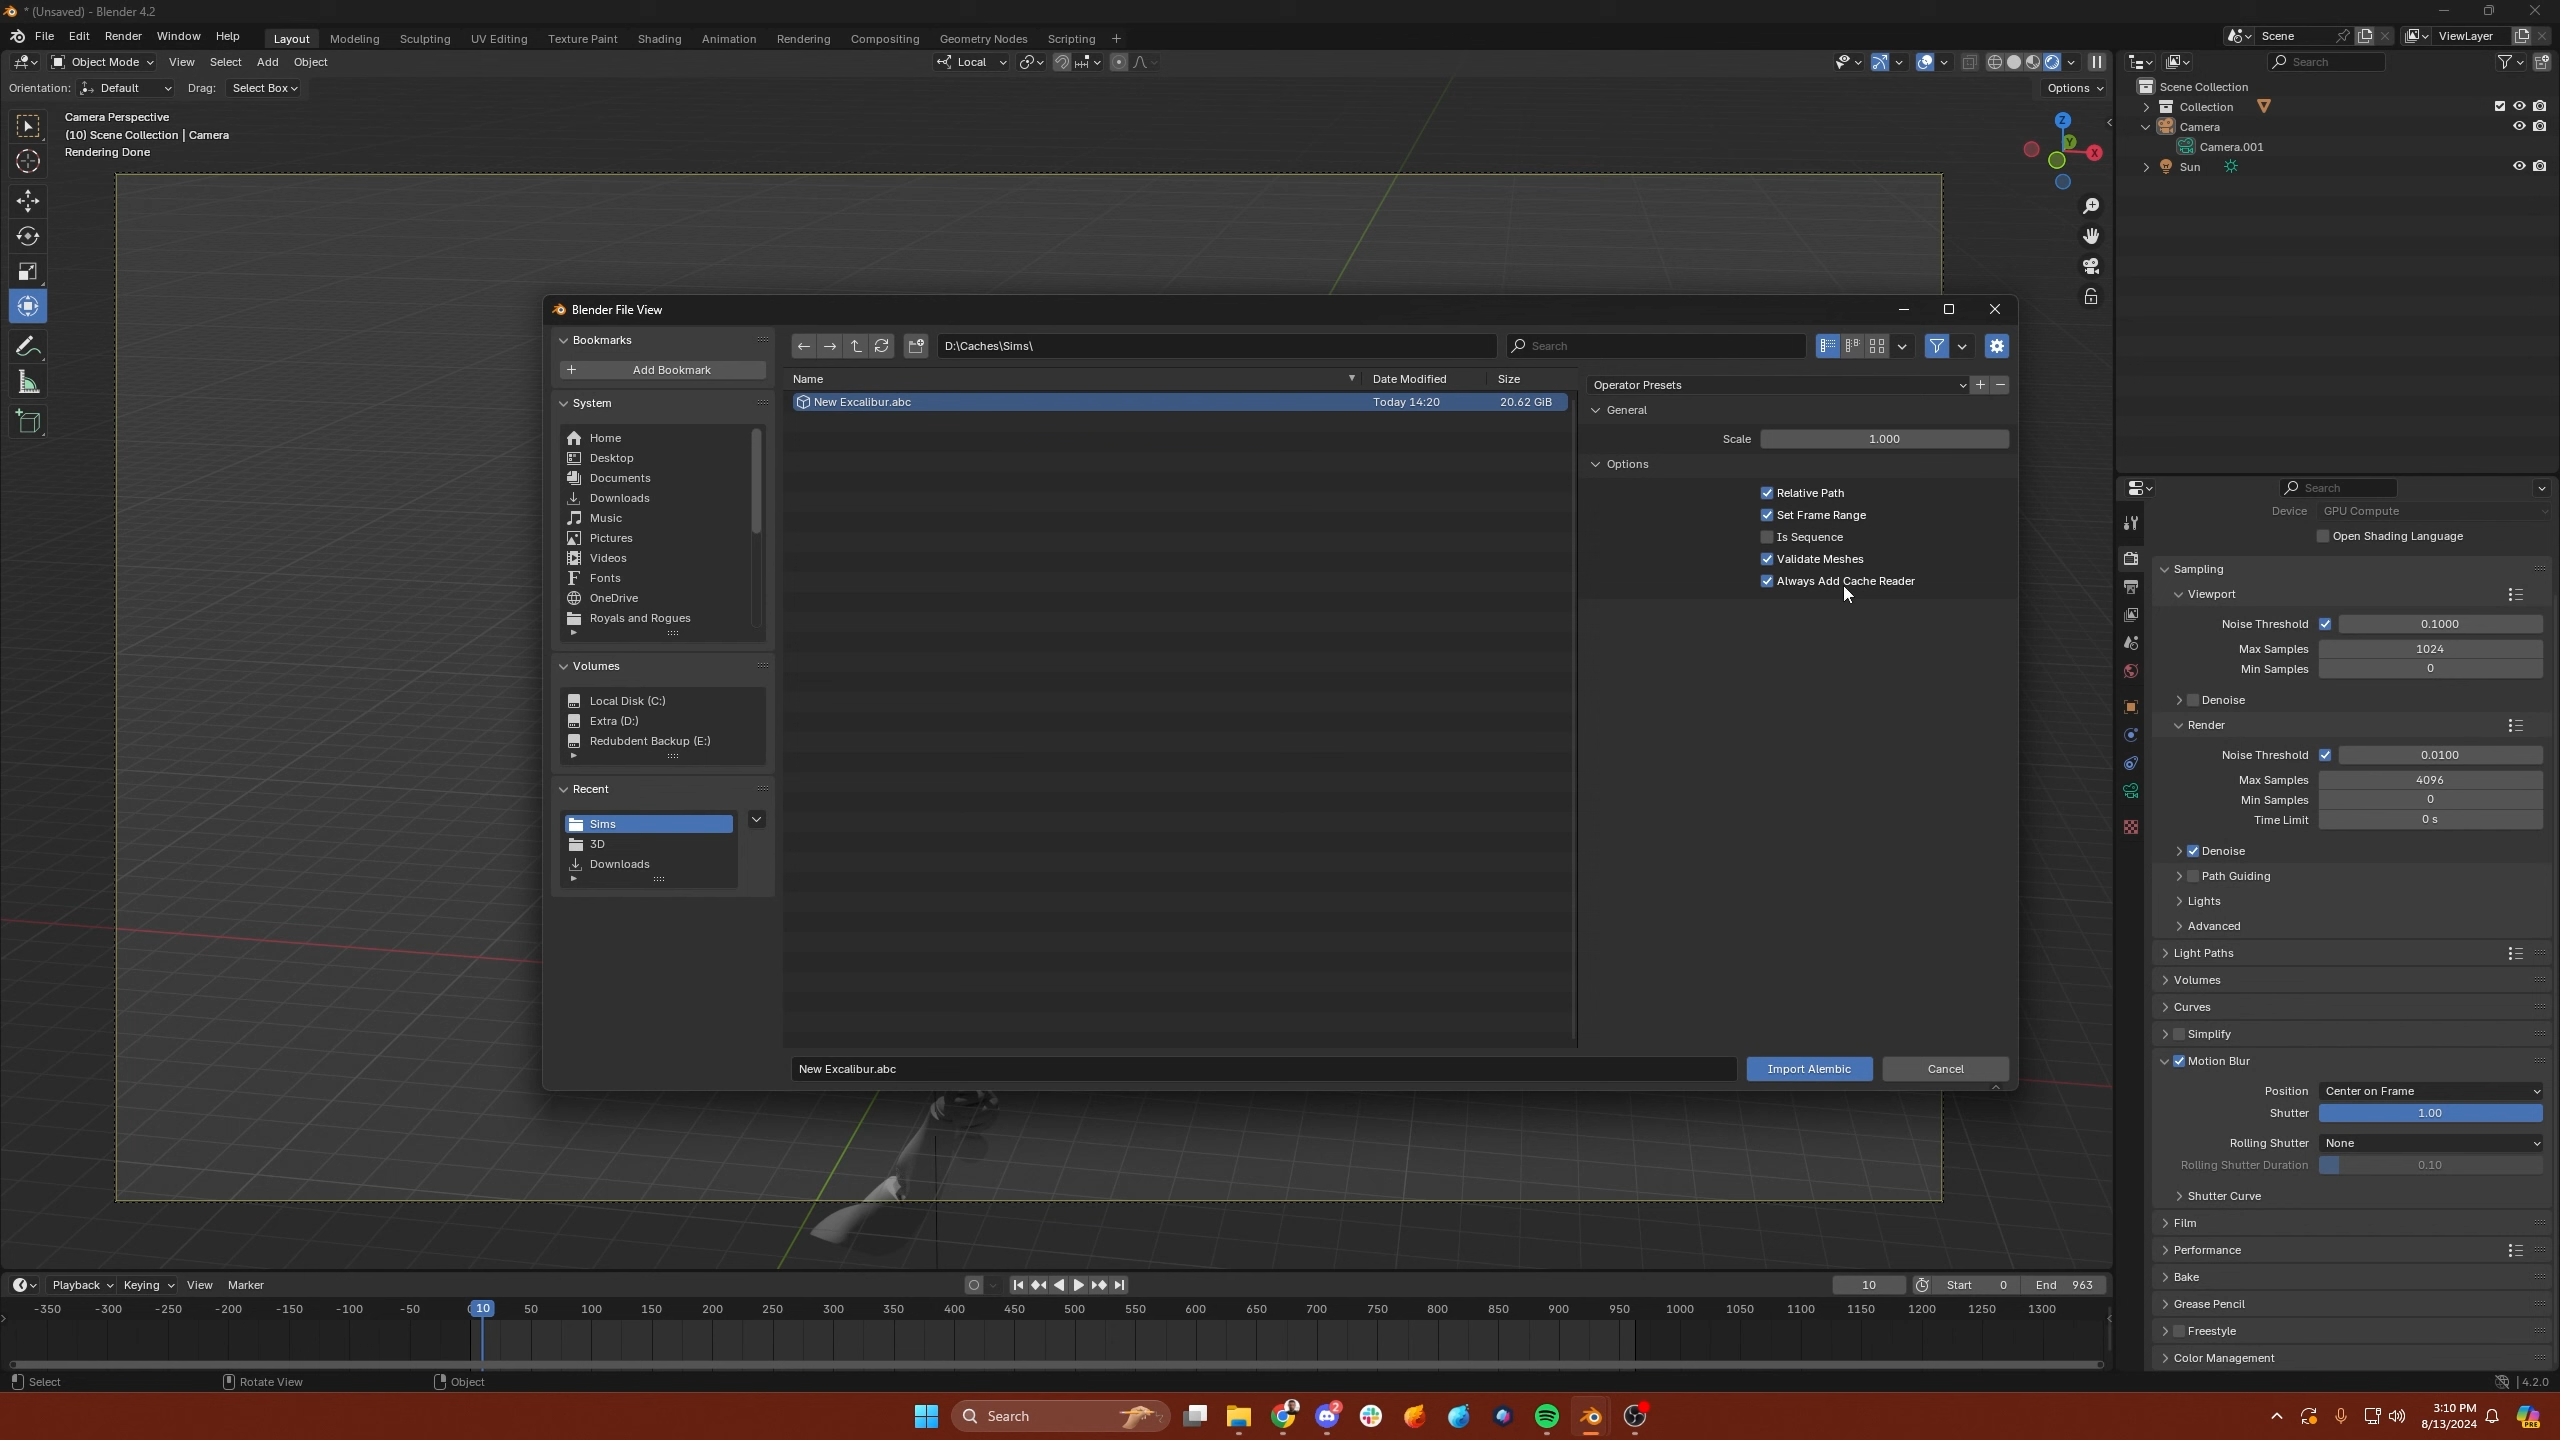 * (Unsaved) - Blender 4.2
File Edit Render Window Help Layout Modeling Sculpting UV Editing Texture Paint Shading Animation Rendering Compositing Geometry Nodes Scripting + Scene ViewLayer
Object Mode View Select Add Object Local Search
Orientation: Default Drag: Select Box Options
Camera Perspective
(10) Scene Collection | Camera
Rendering Done
Z
Y
X
Scene Collection
Collection
Camera
Camera.001
Sun
Blender File View
Bookmarks
Add Bookmark
System
Home
Desktop
Documents
Downloads
Music
Pictures
Videos
Fonts
OneDrive
Royals and Rogues
Volumes
Local Disk (C:)
Extra (D:)
Redubdent Backup (E:)
Recent
Sims
3D
Downloads
D:\Caches\Sims\ Search
Name Date Modified Size
New Excalibur.abc Today 14:20 20.62 GiB
Operator Presets
General
Scale 1.000
Options
Relative Path
Set Frame Range
Is Sequence
Validate Meshes
Always Add Cache Reader
New Excalibur.abc Import Alembic Cancel
Search
Device GPU Compute
Open Shading Language
Sampling
Viewport
Noise Threshold 0.1000
Max Samples 1024
Min Samples 0
Denoise
Render
Noise Threshold 0.0100
Max Samples 4096
Min Samples 0
Time Limit 0 s
Denoise
Path Guiding
Lights
Advanced
Light Paths
Volumes
Curves
Simplify
Motion Blur
Position Center on Frame
Shutter 1.00
Rolling Shutter None
Rolling Shutter Duration 0.10
Shutter Curve
Film
Performance
Bake
Grease Pencil
Freestyle
Color Management
Playback Keying View Marker 10 Start 0 End 963
-350 -300 -250 -200 -150 -100 -50 0 10 50 100 150 200 250 300 350 400 450 500 550 600 650 700 750 800 850 900 950 1000 1050 1100 1150 1200 1250 1300
Select Rotate View Object 4.2.0
Search 2 3:10 PM
8/13/2024
PRE